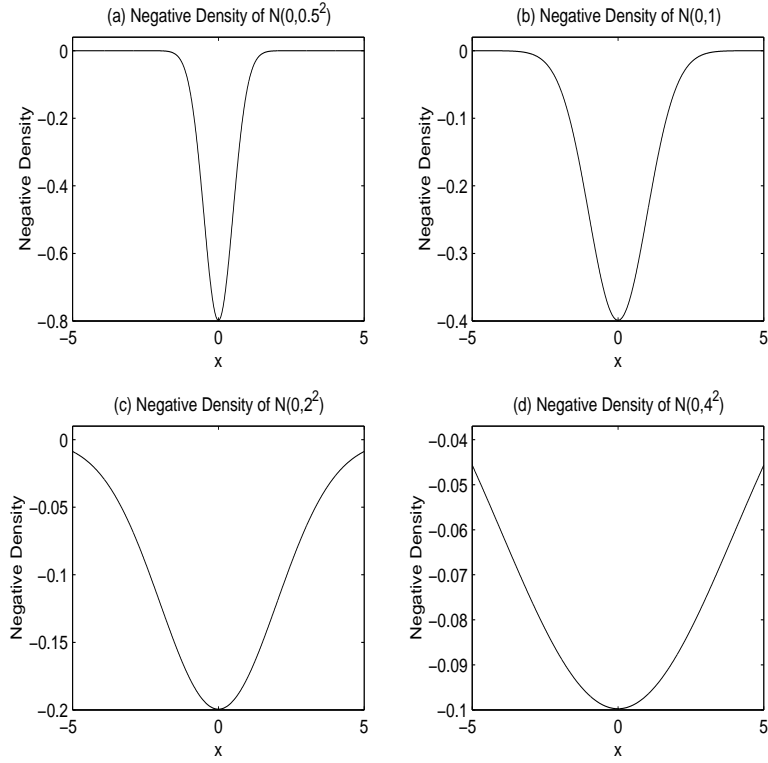 (a) Negative Density of N(0,0.5²)
0
−0.2
−0.4
−0.6
−0.8
Negative Density
−5
0
5
x
(b) Negative Density of N(0,1)
0
−0.1
−0.2
−0.3
−0.4
Negative Density
−5
0
5
x
(c) Negative Density of N(0,2²)
0
−0.05
−0.1
−0.15
−0.2
Negative Density
−5
0
5
x
(d) Negative Density of N(0,4²)
−0.04
−0.05
−0.06
−0.07
−0.08
−0.09
−0.1
Negative Density
−5
0
5
x